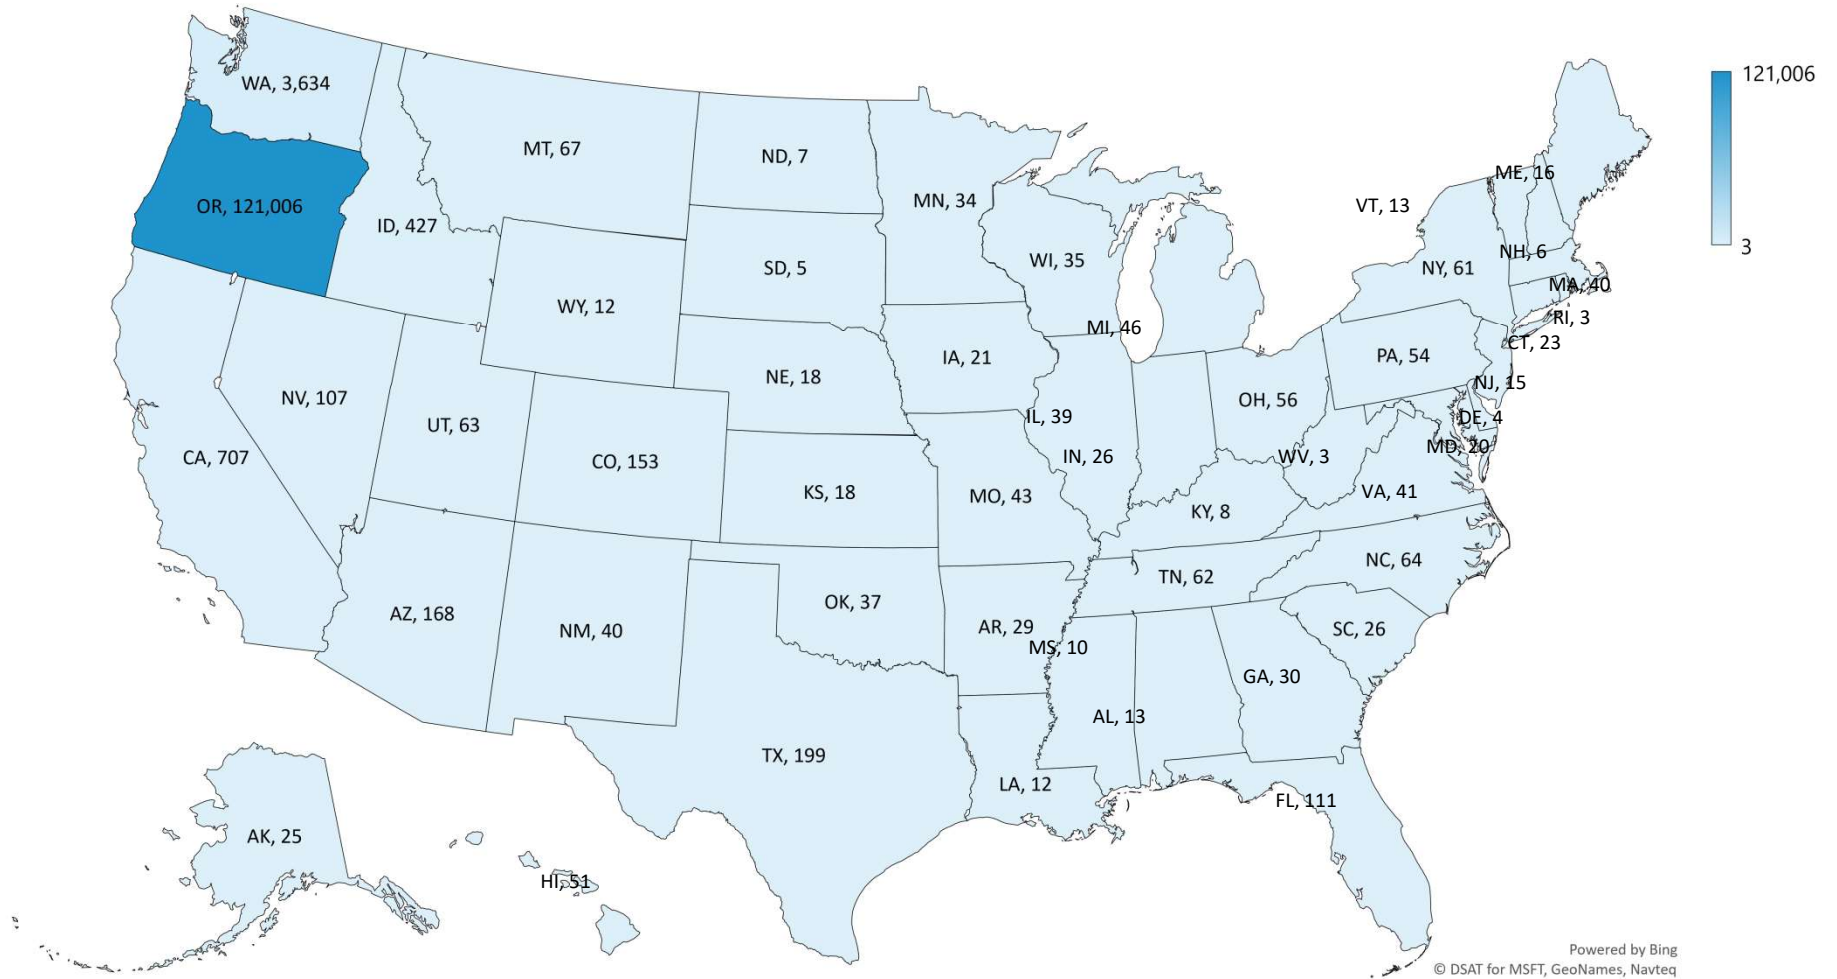 121,006
WA, 3,634
MT, 67
ND, 7
ME, 16
MN, 34
OR, 121,006
VT, 13
ID, 427
NH, 6
WI, 35
SD, 5
NY, 61
MA, 40
3
WY, 12
RI, 3
MI, 46
CT, 23
IA, 21
PA, 54
NE, 18
NJ, 15
NV, 107
OH, 56
IL, 39
DE, 4
UT, 63
MD, 20
CA, 707
CO, 153
IN, 26
WV, 3
KS, 18
MO, 43
VA, 41
KY, 8
NC, 64
TN, 62
OK, 37
AZ, 168
NM, 40
AR, 29
SC, 26
MS, 10
GA, 30
AL, 13
TX, 199
LA, 12
FL, 111
AK, 25
HI, 51
Powered by Bing
© DSAT for MSFT, GeoNames, Navteq